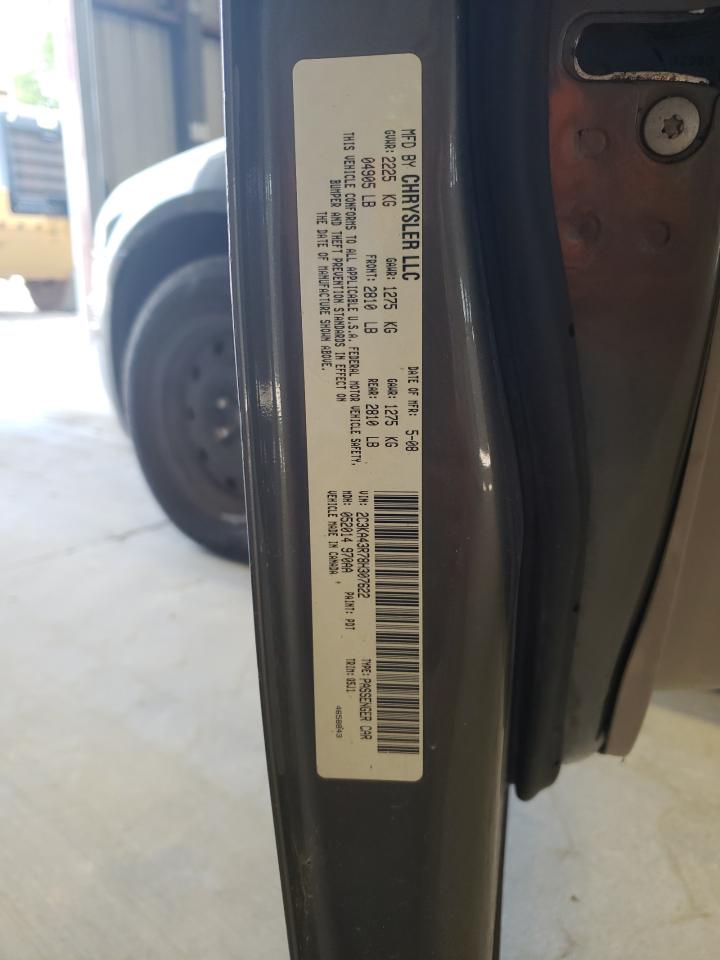 MFD BY CHRYSLER LLC DATE OF MFR: 5-08
GVWR: 2225 KG GAWR: 1275 KG GAWR: 1275 KG
04905 LB FRONT: 2810 LB REAR: 2810 LB
THIS VEHICLE CONFORMS TO ALL APPLICABLE U.S.A. FEDERAL MOTOR VEHICLE SAFETY,
BUMPER AND THEFT PREVENTION STANDARDS IN EFFECT ON
THE DATE OF MANUFACTURE SHOWN ABOVE.
VIN: 2C3KA43R78H307622 TYPE: PASSENGER CAR
MDH: 052014 970AA PAINT: PDT TRIM: 05J1
VEHICLE MADE IN CANADA 4658043